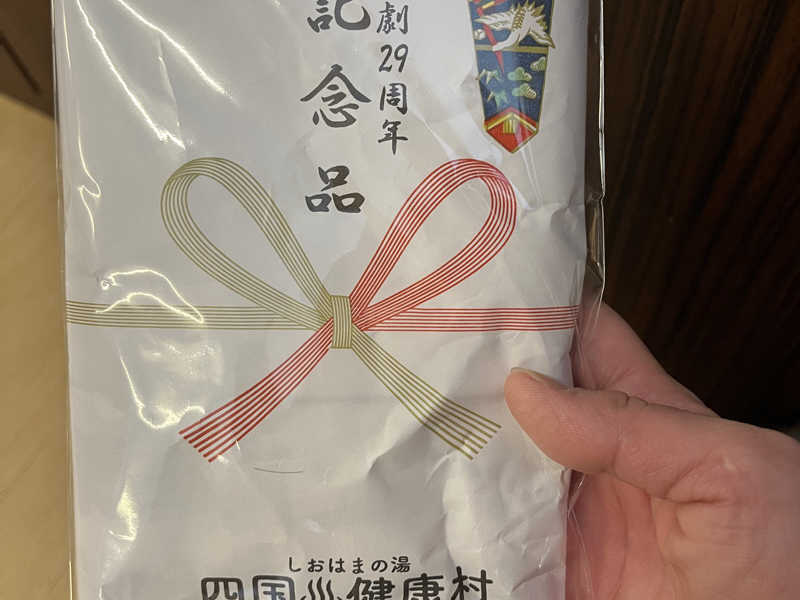 劇29周年
記念品
しおはまの湯
四国健康村